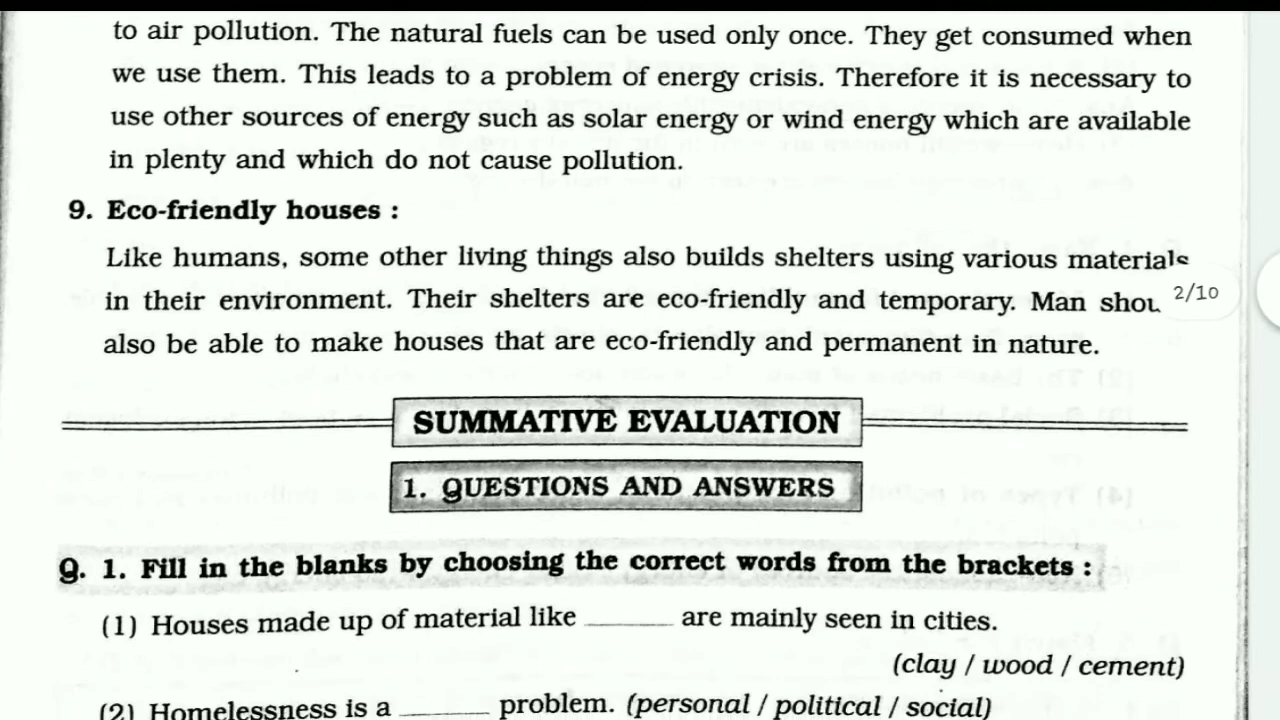 to air pollution. The natural fuels can be used only once. They get consumed when
we use them. This leads to a problem of energy crisis. Therefore it is necessary to
use other sources of energy such as solar energy or wind energy which are available
in plenty and which do not cause pollution.
9. Eco-friendly houses :
Like humans, some other living things also builds shelters using various materials
in their environment. Their shelters are eco-friendly and temporary. Man shou
2/10
also be able to make houses that are eco-friendly and permanent in nature.
SUMMATIVE EVALUATION
1. QUESTIONS AND ANSWERS
Q. 1. Fill in the blanks by choosing the correct words from the brackets :
(1) Houses made up of material like ______ are mainly seen in cities.
(clay / wood / cement)
(2) Homelessness is a ______ problem. (personal / political / social)